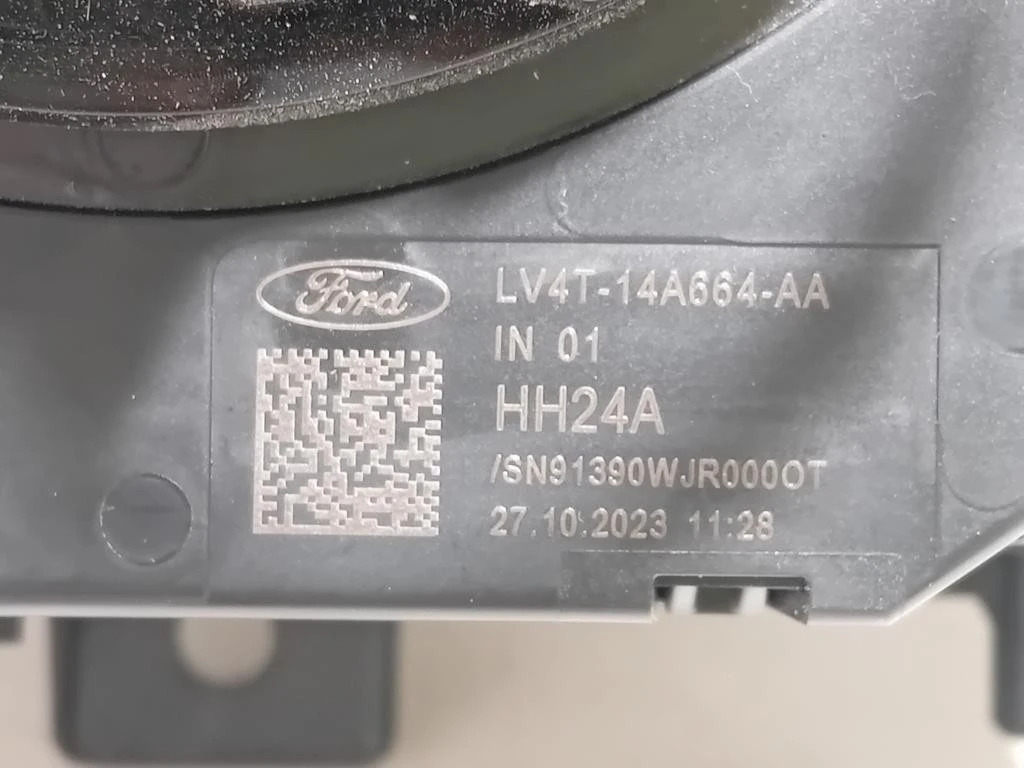 Ford
LV4T-14A664-AA
IN 01
HH24A
/SN91390WJR000OT
27.10.2023 11:28